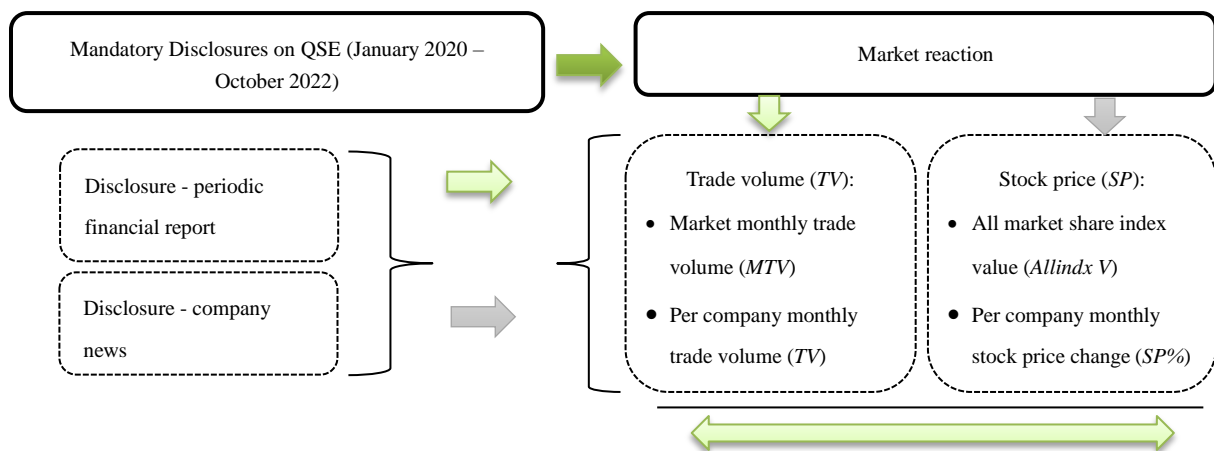 Mandatory Disclosures on QSE (January 2020 –
October 2022)
Market reaction
Disclosure - periodic
financial report
Disclosure - company
news
Trade volume (TV):
• Market monthly trade
volume (MTV)
• Per company monthly
trade volume (TV)
Stock price (SP):
• All market share index
value (Allindx V)
• Per company monthly
stock price change (SP%)